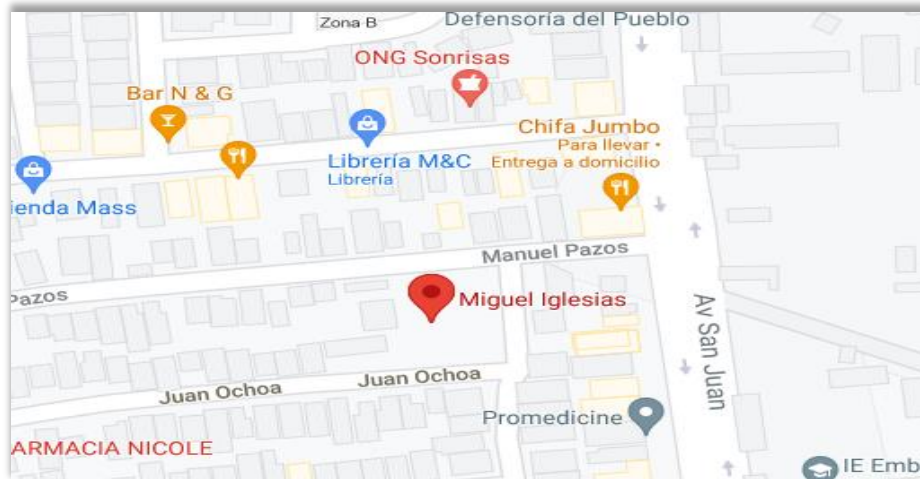 Zona B
Defensoría del Pueblo
ONG Sonrisas
Bar N & G
Chifa Jumbo
Para llevar •
Entrega a domicilio
Librería M&C
Librería
ienda Mass
Manuel Pazos
Pazos
Miguel Iglesias
Av San Juan
Juan Ochoa
Juan Ochoa
Promedicine
ARMACIA NICOLE
IE Emb